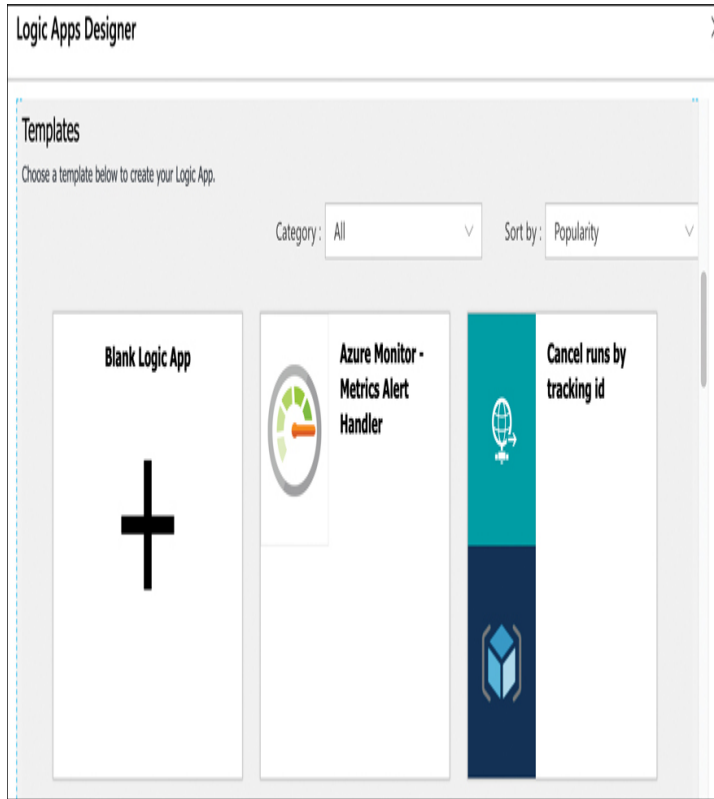 Logic Apps Designer
Templates
Choose a template below to create your Logic App.
Category : All
Sort by : Popularity
Blank Logic App
Azure Monitor -
Metrics Alert
Handler
Cancel runs by
tracking id